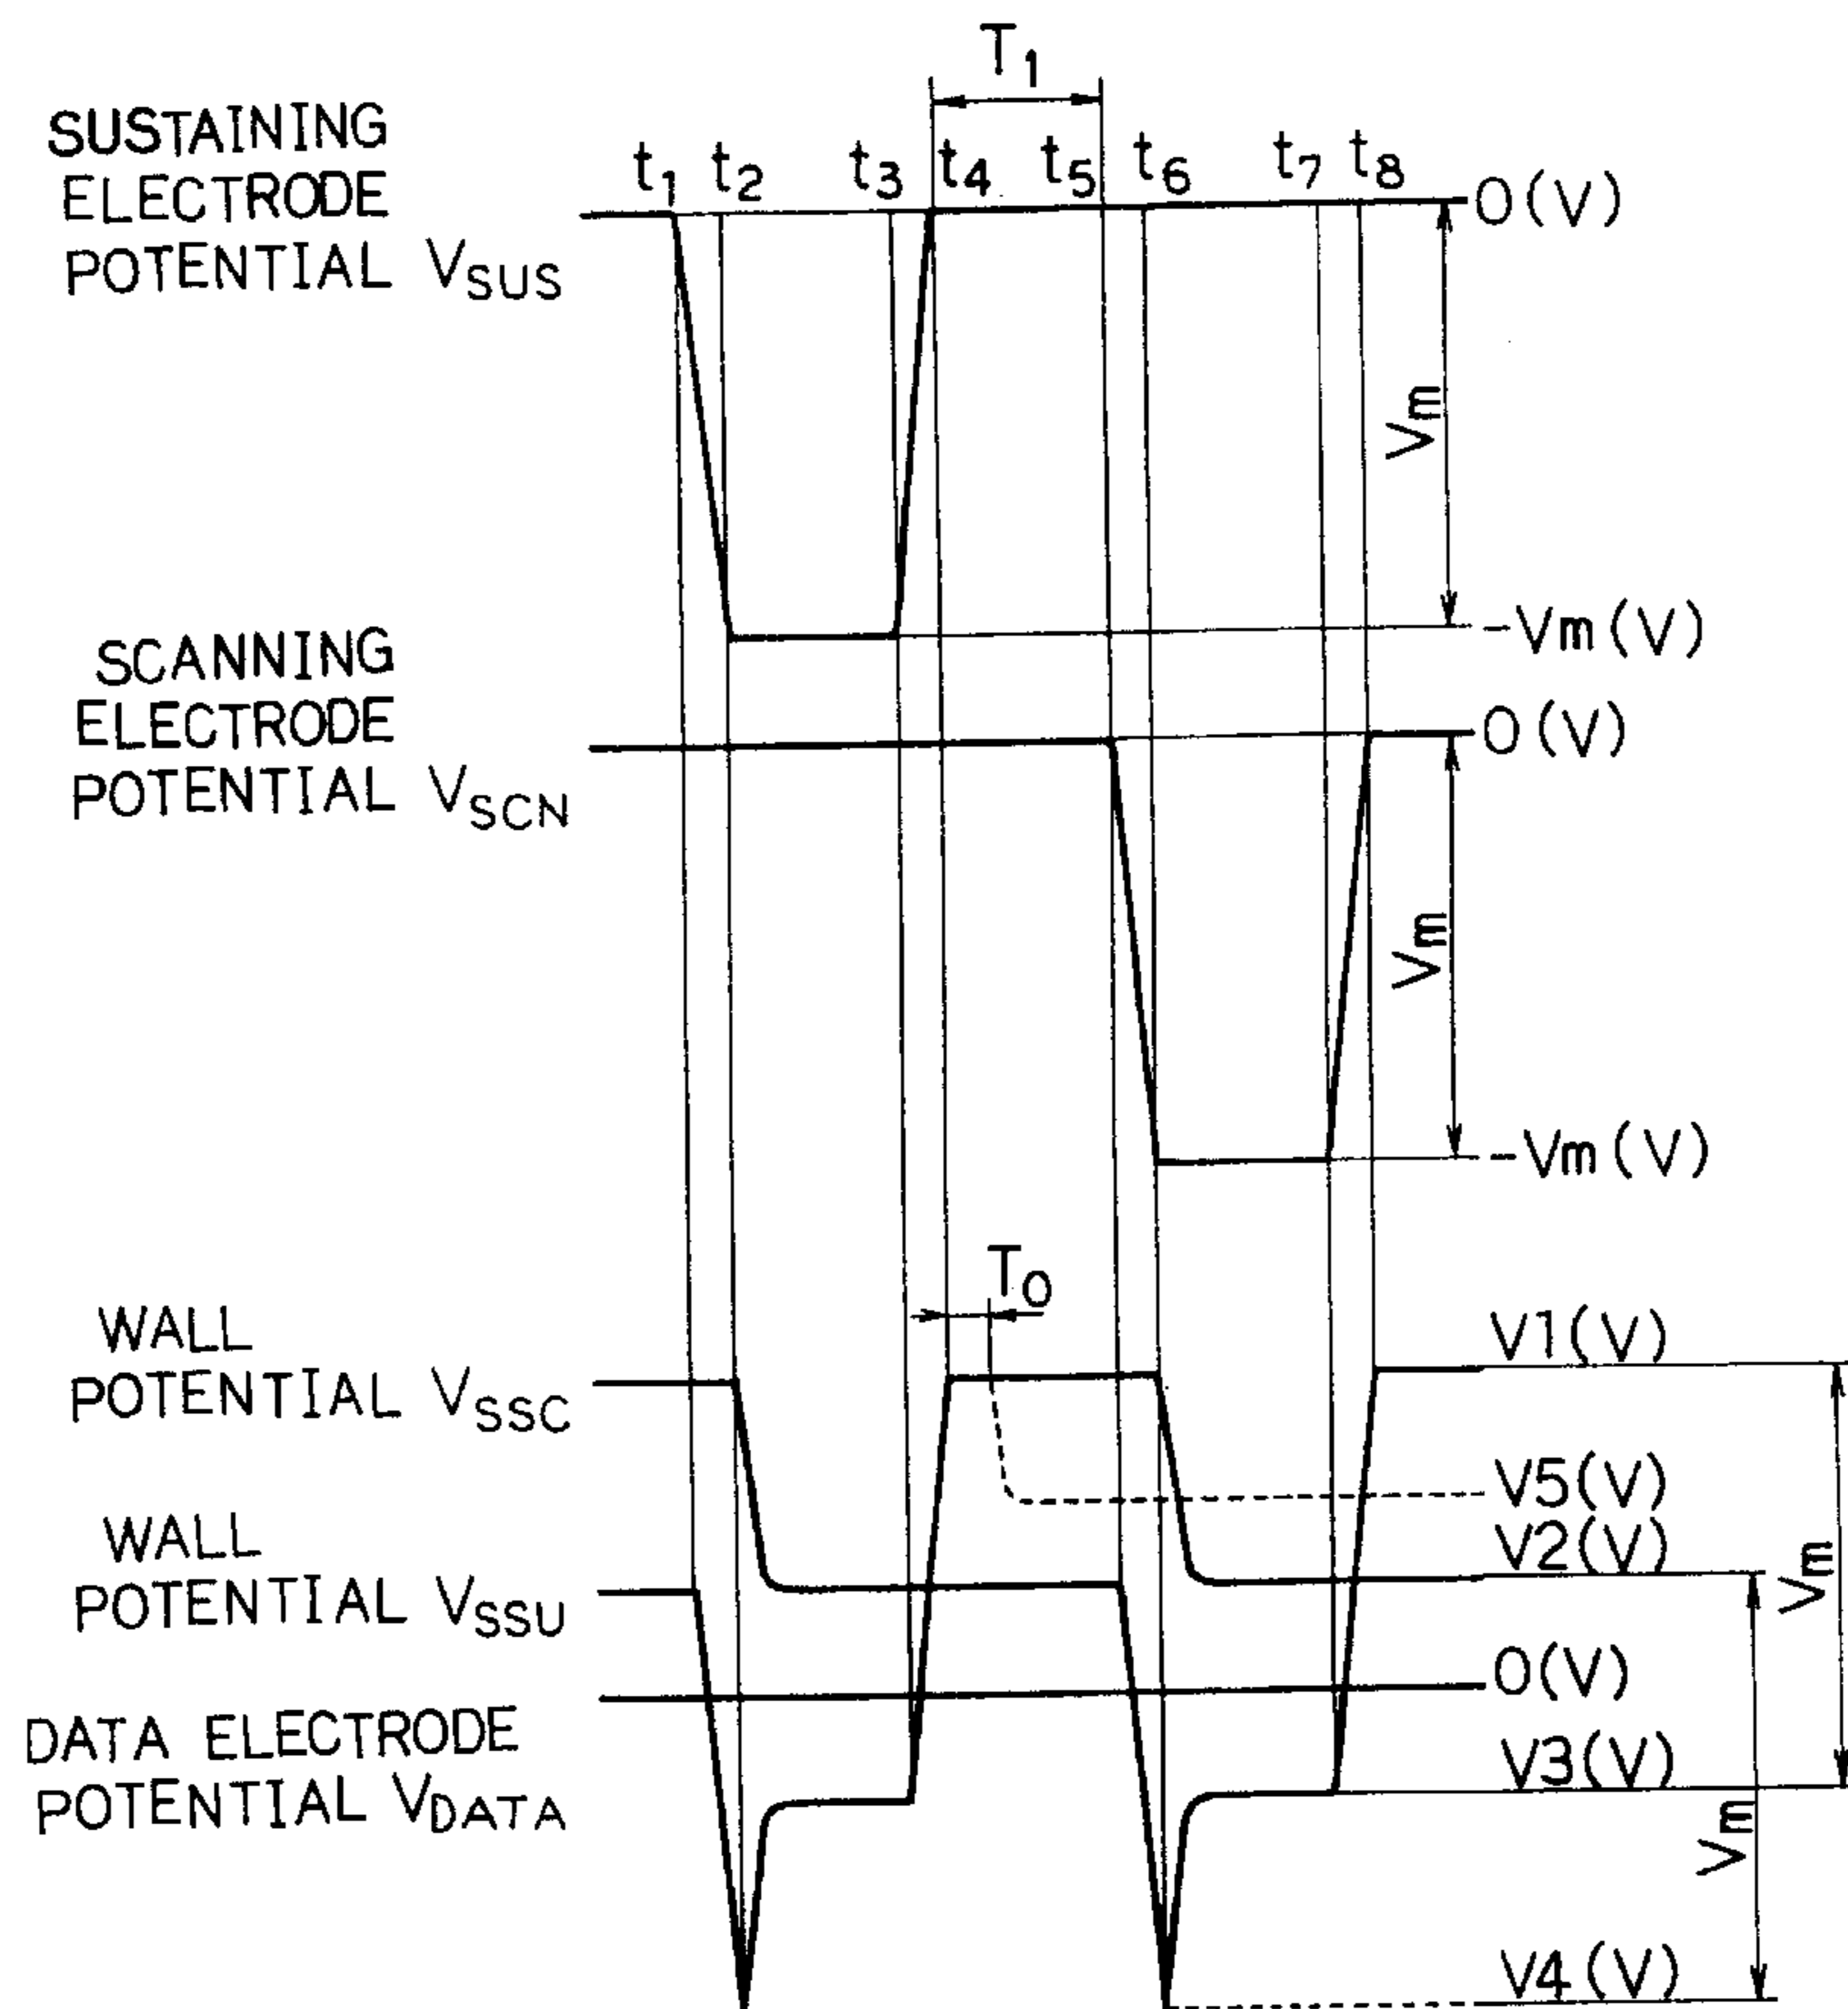 T1
SUSTAINING
ELECTRODE
POTENTIAL VSUS
t1 t2 t3 t4 t5 t6 t7 t8
0(V)
Vm
-Vm(V)
SCANNING
ELECTRODE
POTENTIAL VSCN
0(V)
Vm
-Vm(V)
T0
WALL
POTENTIAL VSSC
V1(V)
V5(V)
WALL
POTENTIAL VSSU
V2(V)
Vm
0(V)
DATA ELECTRODE
POTENTIAL VDATA
V3(V)
Vm
V4(V)